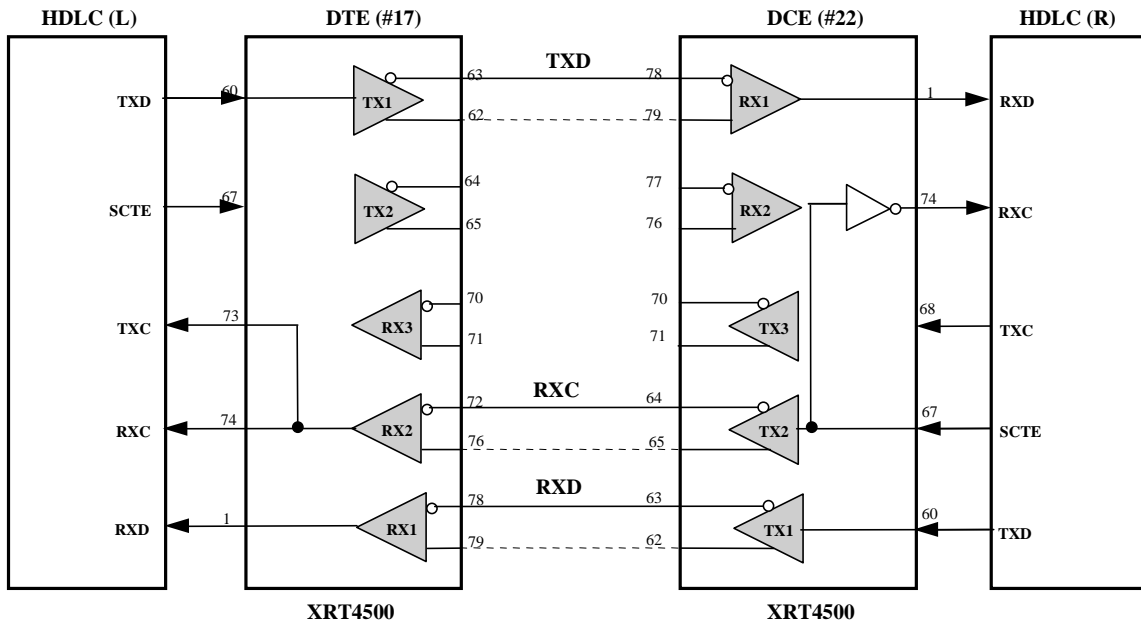 HDLC (L) DTE (#17) DCE (#22) HDLC (R)
TXD 60 TX1 63 TXD 78 RX1 1 RXD
62 79
SCTE 67 TX2 64 77 RX2 74 RXC
65 76
TXC 73 RX3 70 70 TX3 68 TXC
71 71
RXC 74 RX2 72 RXC 64 TX2 67 SCTE
76 65
RXD 1 RX1 78 RXD 63 TX1 60 TXD
79 62
XRT4500 XRT4500